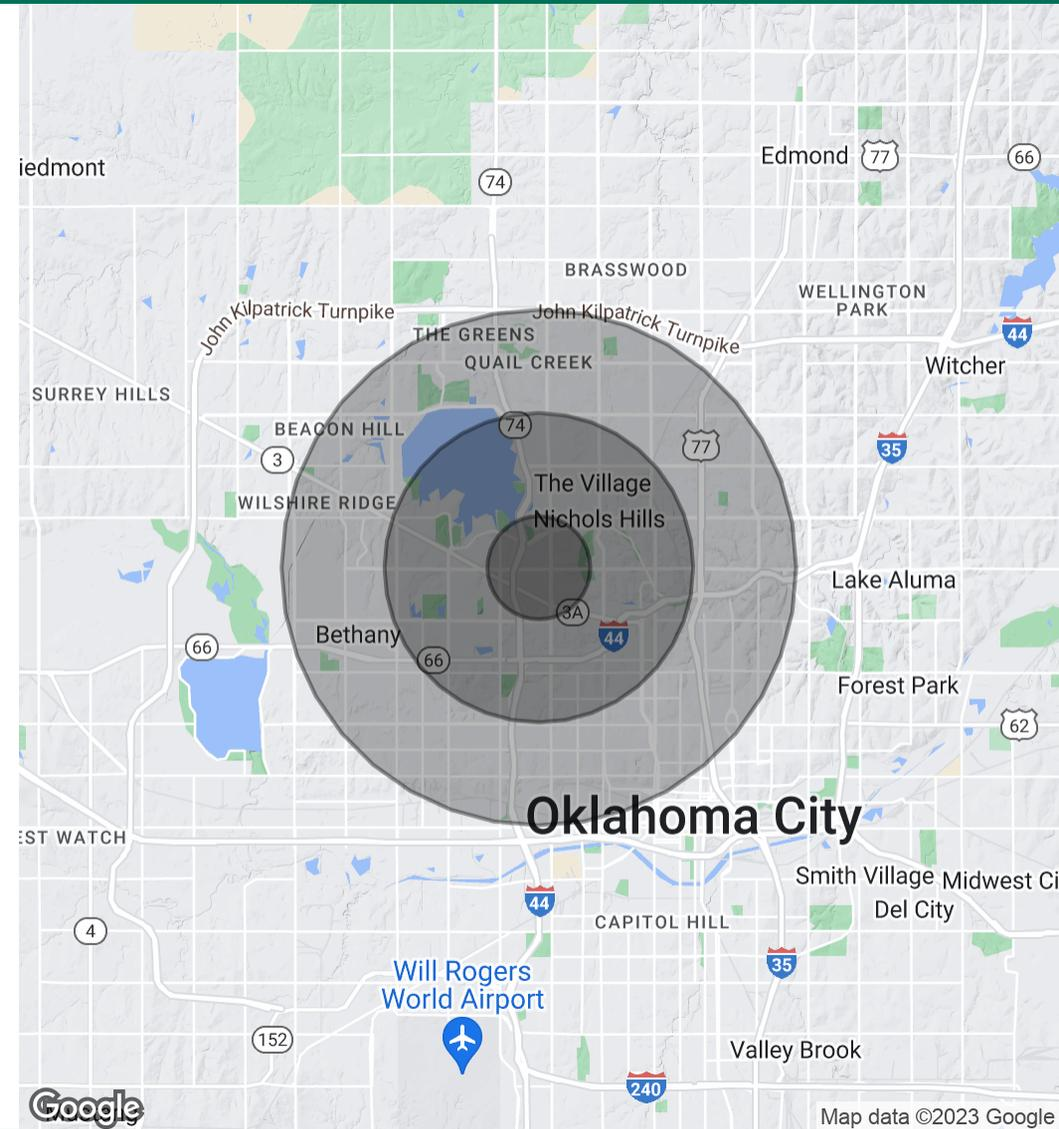 iedmont
74
Edmond
77
66
BRASSWOOD
WELLINGTON
PARK
John Kilpatrick Turnpike
John Kilpatrick Turnpike
44
THE GREENS
QUAIL CREEK
Witcher
SURREY HILLS
BEACON HILL
74
77
35
3
The Village
WILSHIRE RIDGE
Nichols Hills
Lake Aluma
3A
Bethany
44
66
66
Forest Park
62
Oklahoma City
EST WATCH
Smith Village
Midwest Ci
44
Del City
CAPITOL HILL
4
35
Will Rogers
World Airport
152
Valley Brook
240
Google
Mustang
Map data ©2023 Google